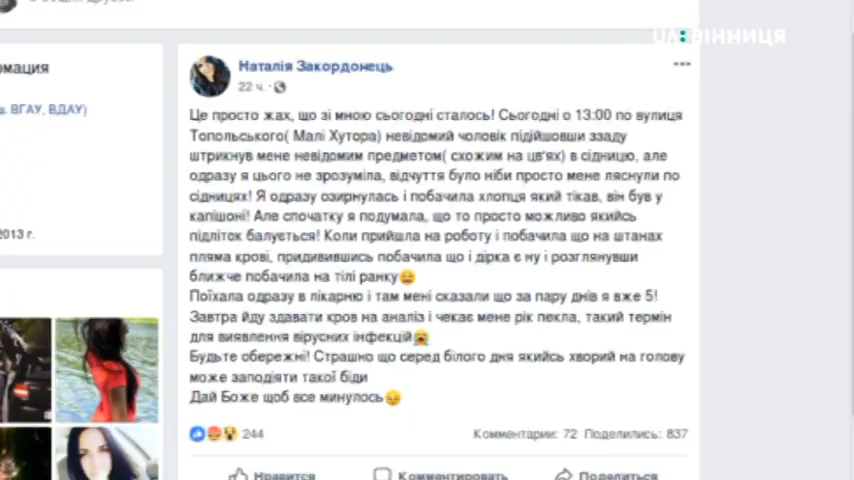 UA:ВІННИЦЯ
рмация
Наталія Закордонець
22 ч. ·
ВГАУ, ВДАУ)
Це просто жах, що зі мною сьогодні сталось! Сьогодні о 13:00 по вулиця
Топольського( Малі Хутора) невідомий чоловік підійшовши ззаду
штрикнув мене невідомим предметом( схожим на цв'ях) в сідницю, але
одразу я цього не зрозуміла, відчуття було ніби просто мене ляснули по
сідницях! Я одразу озирнулась і побачила хлопця який тікав, він був у
капішоні! Але спочатку я подумала, що то просто можливо якийсь
підліток балується! Коли прийшла на роботу і побачила що на штанах
2013 г.
пляма крові, придивившись побачила що і дірка є ну і розглянувши
ближче побачила на тілі ранку😅
Поїхала одразу в лікарню і там мені сказали що за пару днів я вже 5!
Завтра йду здавати кров на аналіз і чекає мене рік пекла, такий термін
для виявлення вірусних інфекцій😭
Будьте обережні! Страшно що серед білого дня якийсь хворий на голову
може заподіяти такої біди
Дай Боже щоб все минулось😞
244
Комментарии: 72 Поделились: 837
Нравится Комментировать Поделиться